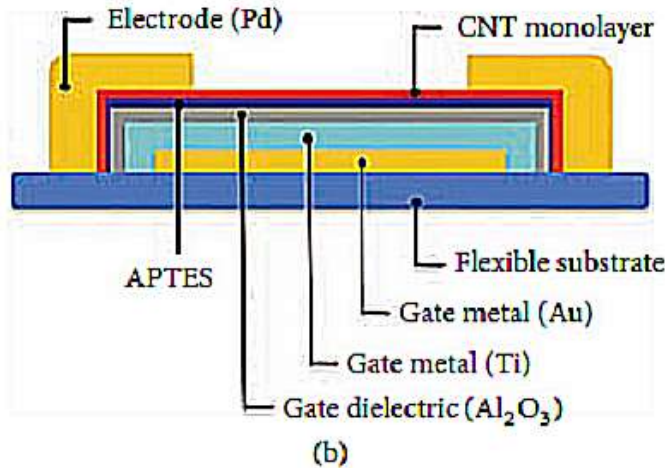 Electrode (Pd)
CNT monolayer
APTES
Flexible substrate
Gate metal (Au)
Gate metal (Ti)
Gate dielectric (Al₂O₃)
(b)